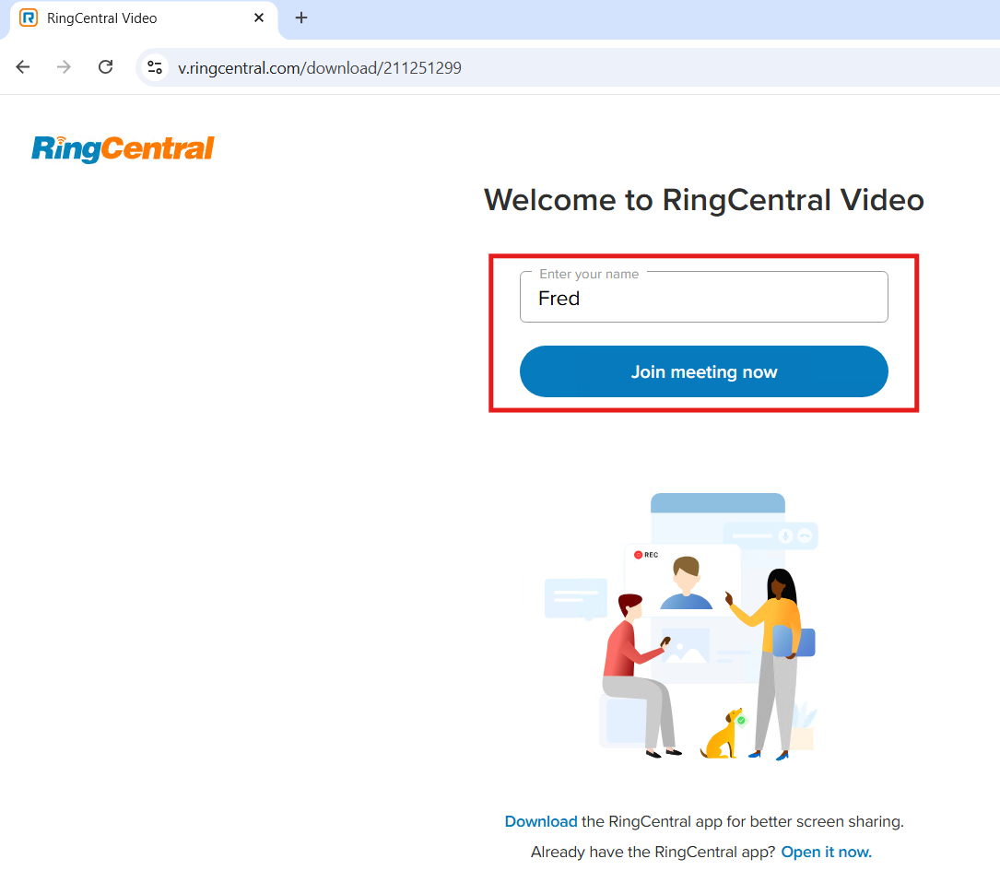 RingCentral Video
v.ringcentral.com/download/211251299
RingCentral
Welcome to RingCentral Video
Enter your name
Fred
Join meeting now
REC
Download the RingCentral app for better screen sharing.
Already have the RingCentral app? Open it now.